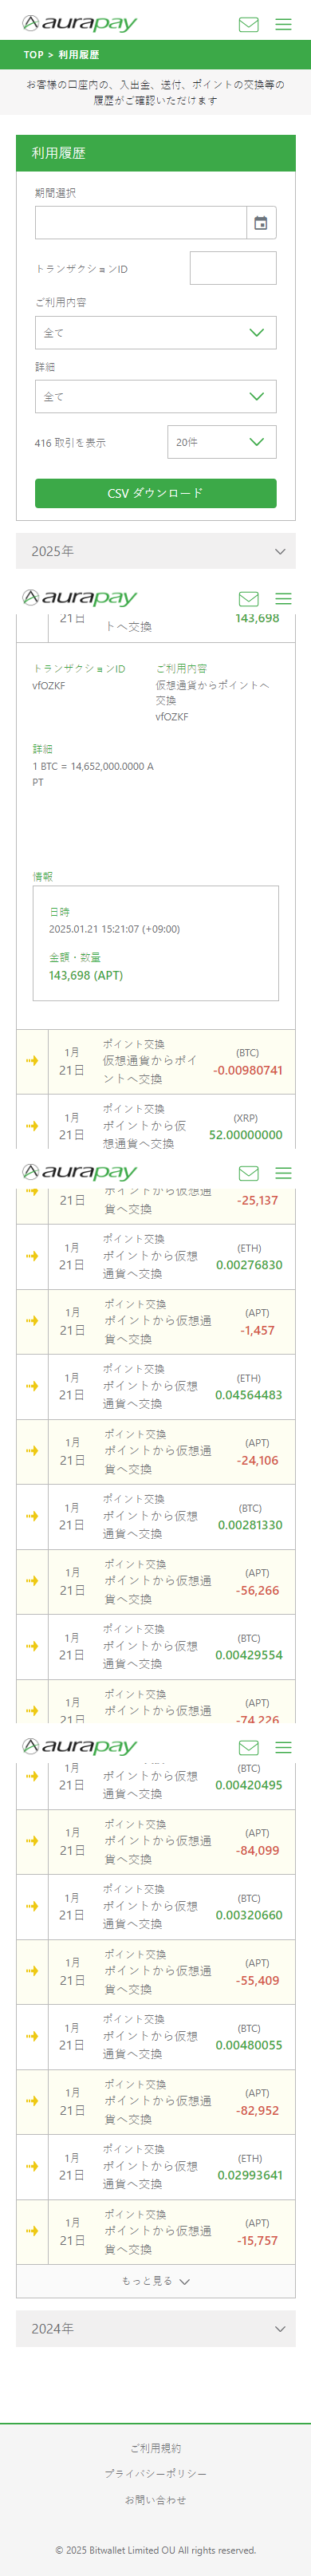 aurapay
TOP > 利用履歴
お客様の口座内の、入出金、送付、ポイントの交換等の
履歴がご確認いただけます
利用履歴
期間選択
トランザクションID
ご利用内容
全て
詳細
全て
416 取引を表示
20件
CSV ダウンロード
2025年
aurapay
21日
トへ交換
143,698
トランザクションID
ご利用内容
vfOZKF
仮想通貨からポイントへ
交換
vfOZKF
詳細
1 BTC = 14,652,000.0000 A
PT
情報
日時
2025.01.21 15:21:07 (+09:00)
金額・数量
143,698 (APT)
1月
21日
ポイント交換
仮想通貨からポイ
ントへ交換
(BTC)
-0.00980741
1月
21日
ポイント交換
ポイントから仮
想通貨へ交換
(XRP)
52.00000000
aurapay
21日
ポイントから仮想通
貨へ交換
-25,137
1月
21日
ポイント交換
ポイントから仮想
通貨へ交換
(ETH)
0.00276830
1月
21日
ポイント交換
ポイントから仮想通
貨へ交換
(APT)
-1,457
1月
21日
ポイント交換
ポイントから仮想
通貨へ交換
(ETH)
0.04564483
1月
21日
ポイント交換
ポイントから仮想通
貨へ交換
(APT)
-24,106
1月
21日
ポイント交換
ポイントから仮想
通貨へ交換
(BTC)
0.00281330
1月
21日
ポイント交換
ポイントから仮想通
貨へ交換
(APT)
-56,266
1月
21日
ポイント交換
ポイントから仮想
通貨へ交換
(BTC)
0.00429554
1月
21日
ポイント交換
ポイントから仮想通
(APT)
-74,226
aurapay
1月
21日
ポイントから仮想
通貨へ交換
(BTC)
0.00420495
1月
21日
ポイント交換
ポイントから仮想通
貨へ交換
(APT)
-84,099
1月
21日
ポイント交換
ポイントから仮想
通貨へ交換
(BTC)
0.00320660
1月
21日
ポイント交換
ポイントから仮想通
貨へ交換
(APT)
-55,409
1月
21日
ポイント交換
ポイントから仮想
通貨へ交換
(BTC)
0.00480055
1月
21日
ポイント交換
ポイントから仮想通
貨へ交換
(APT)
-82,952
1月
21日
ポイント交換
ポイントから仮想
通貨へ交換
(ETH)
0.02993641
1月
21日
ポイント交換
ポイントから仮想通
貨へ交換
(APT)
-15,757
もっと見る
2024年
ご利用規約
プライバシーポリシー
お問い合わせ
© 2025 Bitwallet Limited OU All rights reserved.